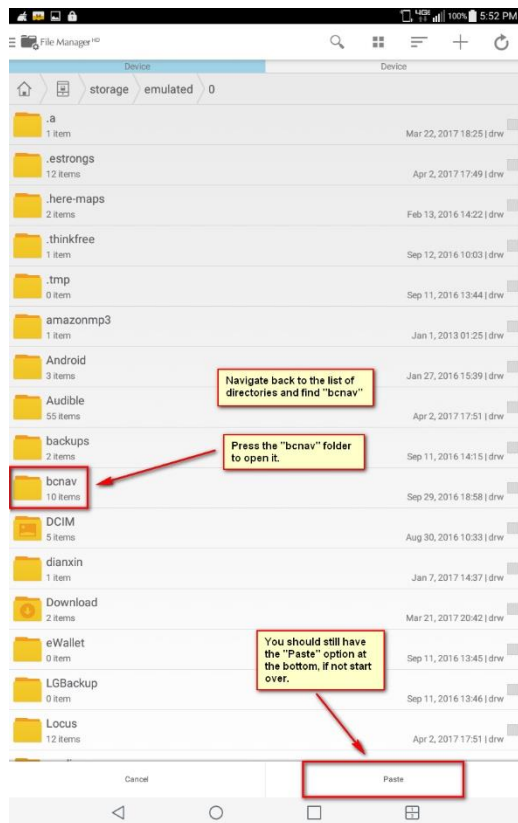 4GE 100% 5:52 PM
File Manager HD
Device Device
storage emulated 0
.a
1 item Mar 22, 2017 18:25 | drw
.estrongs
12 items Apr 2, 2017 17:49 | drw
.here-maps
2 items Feb 13, 2016 14:22 | drw
.thinkfree
1 item Sep 12, 2016 10:03 | drw
.tmp
0 item Sep 11, 2016 13:44 | drw
amazonmp3
1 item Jan 1, 2013 01:25 | drw
Android
3 items Jan 27, 2016 15:39 | drw
Navigate back to the list of
directories and find "bcnav"
Audible
55 items Apr 2, 2017 17:51 | drw
backups
2 items Sep 11, 2016 14:15 | drw
Press the "bcnav" folder
to open it.
bcnav
10 items Sep 29, 2016 18:58 | drw
DCIM
5 items Aug 30, 2016 10:33 | drw
dianxin
1 item Jan 7, 2017 14:37 | drw
Download
2 items Mar 21, 2017 20:42 | drw
eWallet
0 item Sep 11, 2016 13:45 | drw
You should still have
the "Paste" option at
the bottom, if not start
over.
LGBackup
0 item Sep 11, 2016 13:46 | drw
Locus
12 items Apr 2, 2017 17:51 | drw
Cancel Paste